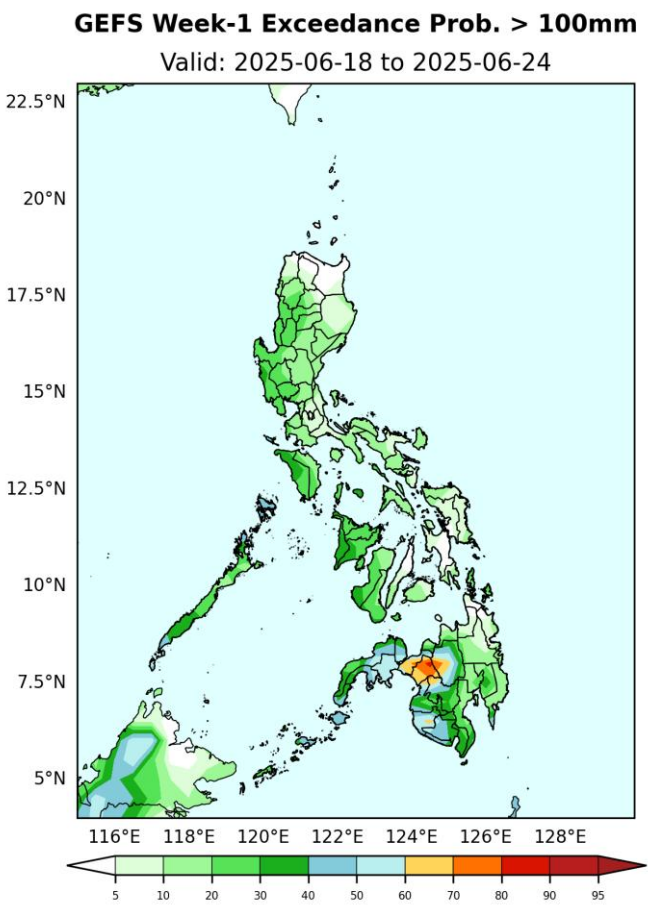 GEFS Week-1 Exceedance Prob. > 100mm
Valid: 2025-06-18 to 2025-06-24
22.5°N
20°N
17.5°N
15°N
12.5°N
10°N
7.5°N
5°N
116°E 118°E 120°E 122°E 124°E 126°E 128°E
5 10 20 30 40 50 60 70 80 90 95